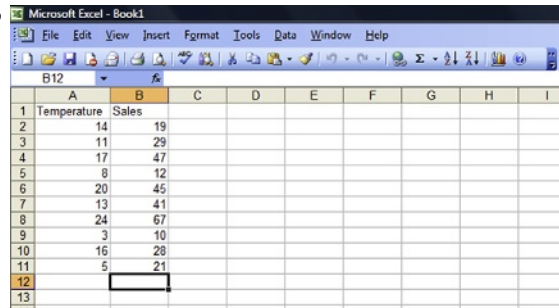 Microsoft Excel - Book1
File Edit View Insert Format Tools Data Window Help
B12 fx
A B C D E F G H I
1 Temperature Sales
2 14 19
3 11 29
4 17 47
5 8 12
6 20 45
7 13 41
8 24 67
9 3 10
10 16 28
11 5 21
12
13